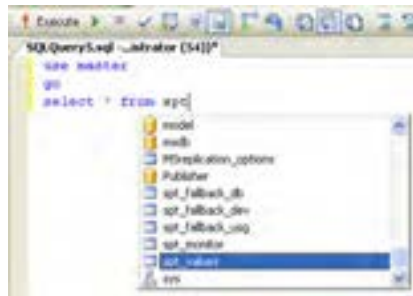 ! Execute
SQLQuery5.sql -...istrator (54))*
use master
go
select * from spt
model
msdb
MSreplication_options
Publisher
spt_fallback_db
spt_fallback_dev
spt_fallback_usg
spt_monitor
spt_values
sys